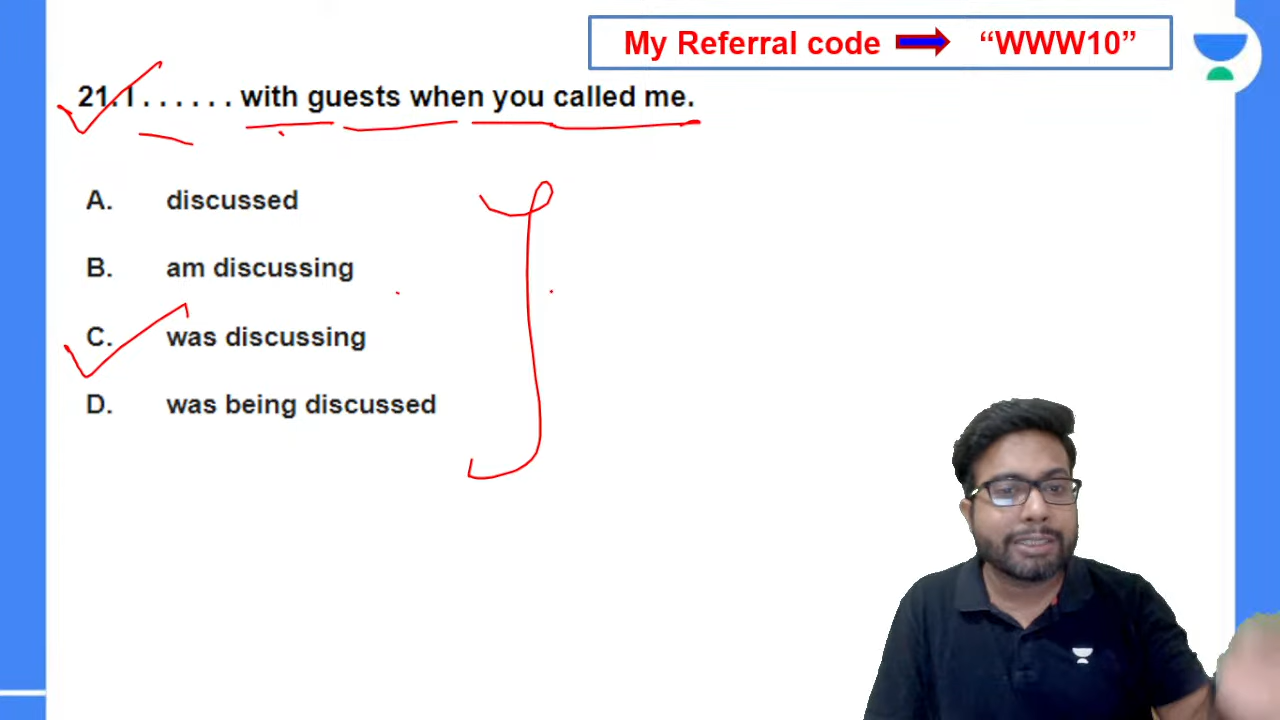 My Referral code “WWW10”
21.I . . . . . . with guests when you called me.
A. discussed
B. am discussing
C. was discussing
D. was being discussed